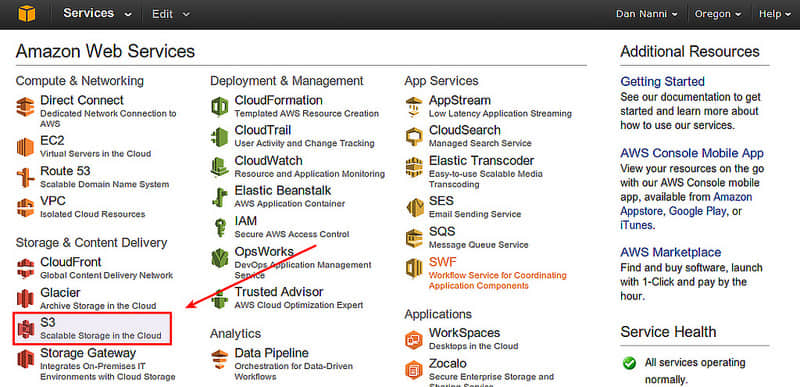 Services Edit Dan Nanni Oregon Help
Amazon Web Services
Compute & Networking
Direct Connect
Dedicated Network Connection to
AWS
EC2
Virtual Servers in the Cloud
Route 53
Scalable Domain Name System
VPC
Isolated Cloud Resources
Storage & Content Delivery
CloudFront
Global Content Delivery Network
Glacier
Archive Storage in the Cloud
S3
Scalable Storage in the Cloud
Storage Gateway
Integrates On-Premises IT
Environments with Cloud Storage
Deployment & Management
CloudFormation
Templated AWS Resource Creation
CloudTrail
User Activity and Change Tracking
CloudWatch
Resource and Application Monitoring
Elastic Beanstalk
AWS Application Container
IAM
Secure AWS Access Control
OpsWorks
DevOps Application Management
Service
Trusted Advisor
AWS Cloud Optimization Expert
Analytics
Data Pipeline
Orchestration for Data-Driven
Workflows
App Services
AppStream
Low Latency Application Streaming
CloudSearch
Managed Search Service
Elastic Transcoder
Easy-to-use Scalable Media
Transcoding
SES
Email Sending Service
SQS
Message Queue Service
SWF
Workflow Service for Coordinating
Application Components
Applications
WorkSpaces
Desktops in the Cloud
Zocalo
Secure Enterprise Storage and
Sharing Service
Additional Resources
Getting Started
See our documentation to get
started and learn more about
how to use our services.
AWS Console Mobile App
View your resources on the go
with our AWS Console mobile
app, available from Amazon
Appstore, Google Play, or
iTunes.
AWS Marketplace
Find and buy software, launch
with 1-Click and pay by the
hour.
Service Health
All services operating
normally.